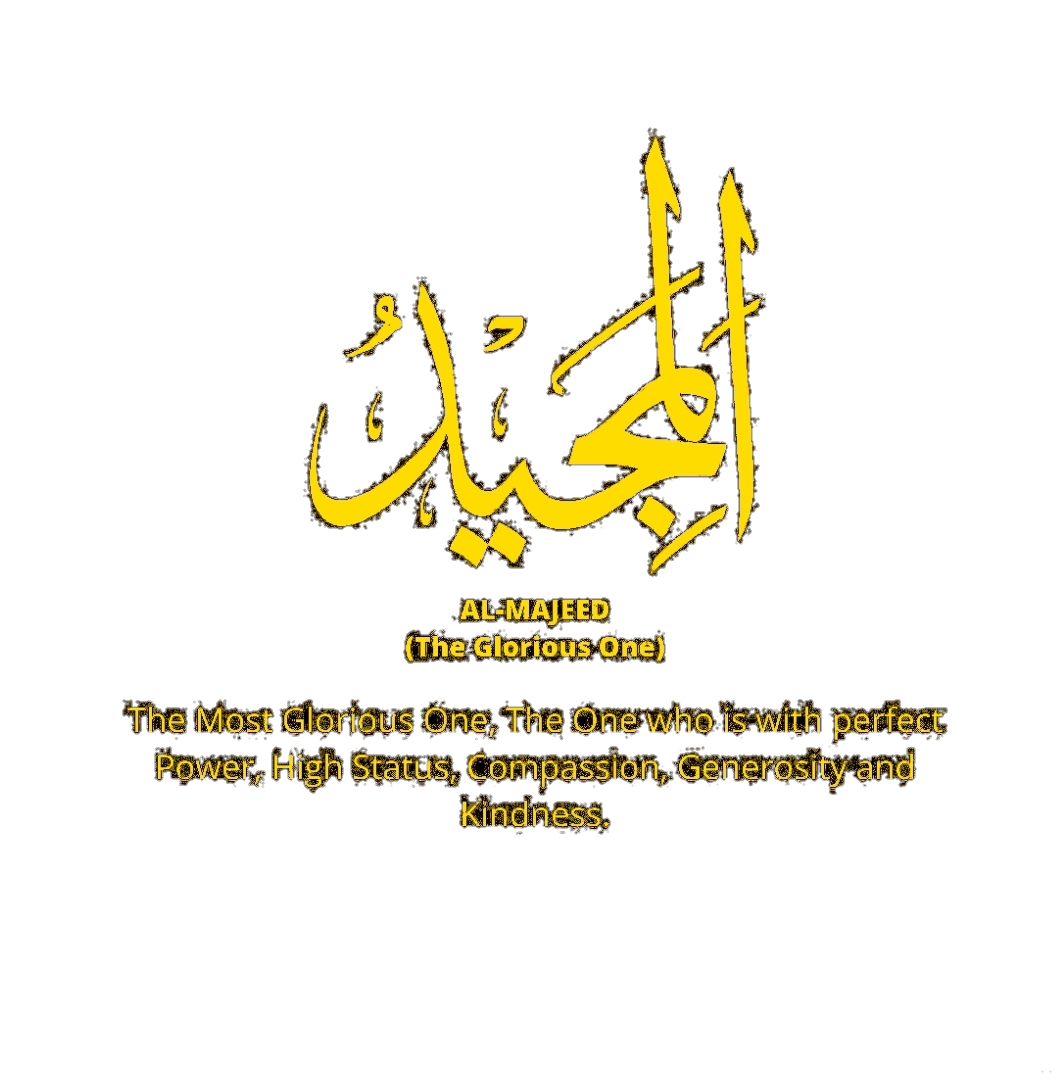 المَجِيْدُ
AL-MAJEED
(The Glorious One)
The Most Glorious One, The One who is with perfect
Power, High Status, Compassion, Generosity and
Kindness.